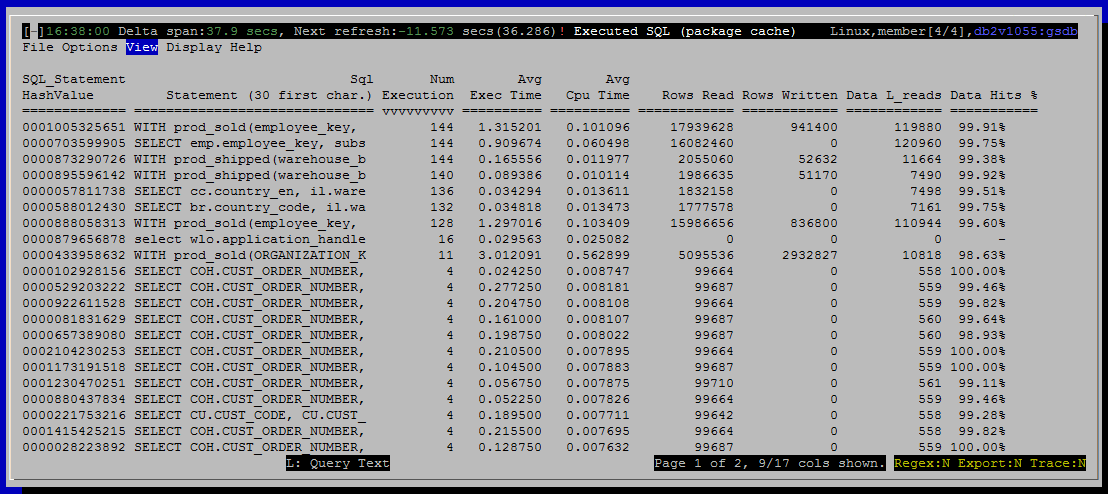 [-]16:38:00 Delta span:37.9 secs, Next refresh:-11.573 secs(36.286)! Executed SQL (package cache) Linux,member[4/4],db2v1055:gsdb
File Options View Display Help
SQL_Statement Sql Num Avg Avg
HashValue Statement (30 first char.) Execution Exec Time Cpu Time Rows Read Rows Written Data L_reads Data Hits %
============= ============================== vvvvvvvvv ========== ========== ========== ============ ============ ===========
0001005325651 WITH prod_sold(employee_key, 144 1.315201 0.101096 17939628 941400 119880 99.91%
0000703599905 SELECT emp.employee_key, subs 144 0.909674 0.060498 16082460 0 120960 99.75%
0000873290726 WITH prod_shipped(warehouse_b 144 0.165556 0.011977 2055060 52632 11664 99.38%
0000895596142 WITH prod_shipped(warehouse_b 140 0.089386 0.010114 1986635 51170 7490 99.92%
0000057811738 SELECT cc.country_en, il.ware 136 0.034294 0.013611 1832158 0 7498 99.51%
0000588012430 SELECT br.country_code, il.wa 132 0.034818 0.013473 1777578 0 7161 99.75%
0000888058313 WITH prod_sold(employee_key, 128 1.297016 0.103409 15986656 836800 110944 99.60%
0000879656878 select wlo.application_handle 16 0.029563 0.025082 0 0 0 -
0000433958632 WITH prod_sold(ORGANIZATION_K 11 3.012091 0.562899 5095536 2932827 10818 98.63%
0000102928156 SELECT COH.CUST_ORDER_NUMBER, 4 0.024250 0.008747 99664 0 558 100.00%
0000529203222 SELECT COH.CUST_ORDER_NUMBER, 4 0.277250 0.008181 99687 0 559 99.46%
0000922611528 SELECT COH.CUST_ORDER_NUMBER, 4 0.204750 0.008108 99664 0 558 99.82%
0000081831629 SELECT COH.CUST_ORDER_NUMBER, 4 0.161000 0.008107 99687 0 560 99.64%
0000657389080 SELECT COH.CUST_ORDER_NUMBER, 4 0.198750 0.008022 99687 0 560 98.93%
0002104230253 SELECT COH.CUST_ORDER_NUMBER, 4 0.210500 0.007895 99664 0 559 100.00%
0001173191518 SELECT COH.CUST_ORDER_NUMBER, 4 0.104500 0.007883 99687 0 559 100.00%
0001230470251 SELECT COH.CUST_ORDER_NUMBER, 4 0.056750 0.007875 99710 0 561 99.11%
0000880437834 SELECT COH.CUST_ORDER_NUMBER, 4 0.052250 0.007826 99664 0 558 99.46%
0000221753216 SELECT CU.CUST_CODE, CU.CUST_ 4 0.189500 0.007711 99642 0 558 99.28%
0001415425215 SELECT COH.CUST_ORDER_NUMBER, 4 0.215500 0.007695 99664 0 558 99.82%
0000028223892 SELECT COH.CUST_ORDER_NUMBER, 4 0.128750 0.007632 99687 0 559 100.00%
L: Query Text Page 1 of 2, 9/17 cols shown. Regex:N Export:N Trace:N